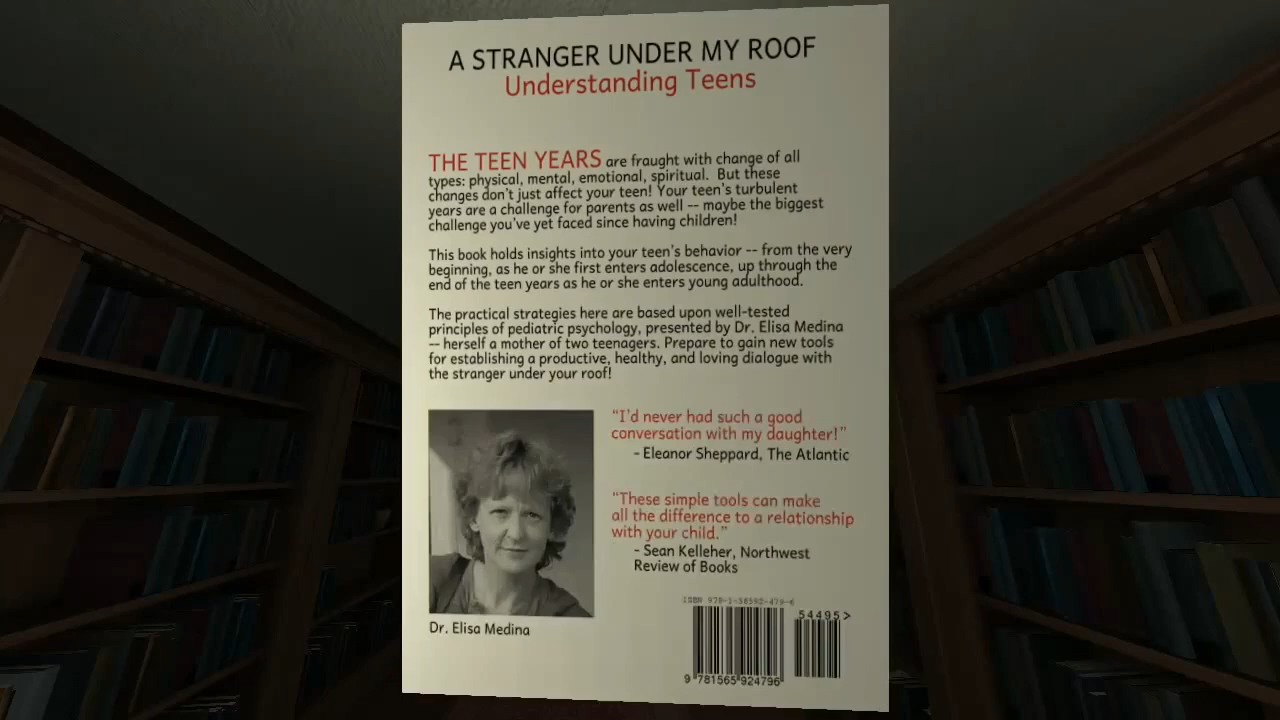 A STRANGER UNDER MY ROOF
Understanding Teens
THE TEEN YEARS are fraught with change of all
types: physical, mental, emotional, spiritual. But these
changes don't just affect your teen! Your teen's turbulent
years are a challenge for parents as well -- maybe the biggest
challenge you've yet faced since having children!
This book holds insights into your teen's behavior -- from the very
beginning, as he or she first enters adolescence, up through the
end of the teen years as he or she enters young adulthood.
The practical strategies here are based upon well-tested
principles of pediatric psychology, presented by Dr. Elisa Medina
-- herself a mother of two teenagers. Prepare to gain new tools
for establishing a productive, healthy, and loving dialogue with
the stranger under your roof!
"I'd never had such a good
conversation with my daughter!"
- Eleanor Sheppard, The Atlantic
"These simple tools can make
all the difference to a relationship
with your child."
- Sean Kelleher, Northwest
Review of Books
Dr. Elisa Medina
ISBN
54495>
9 781565 924796